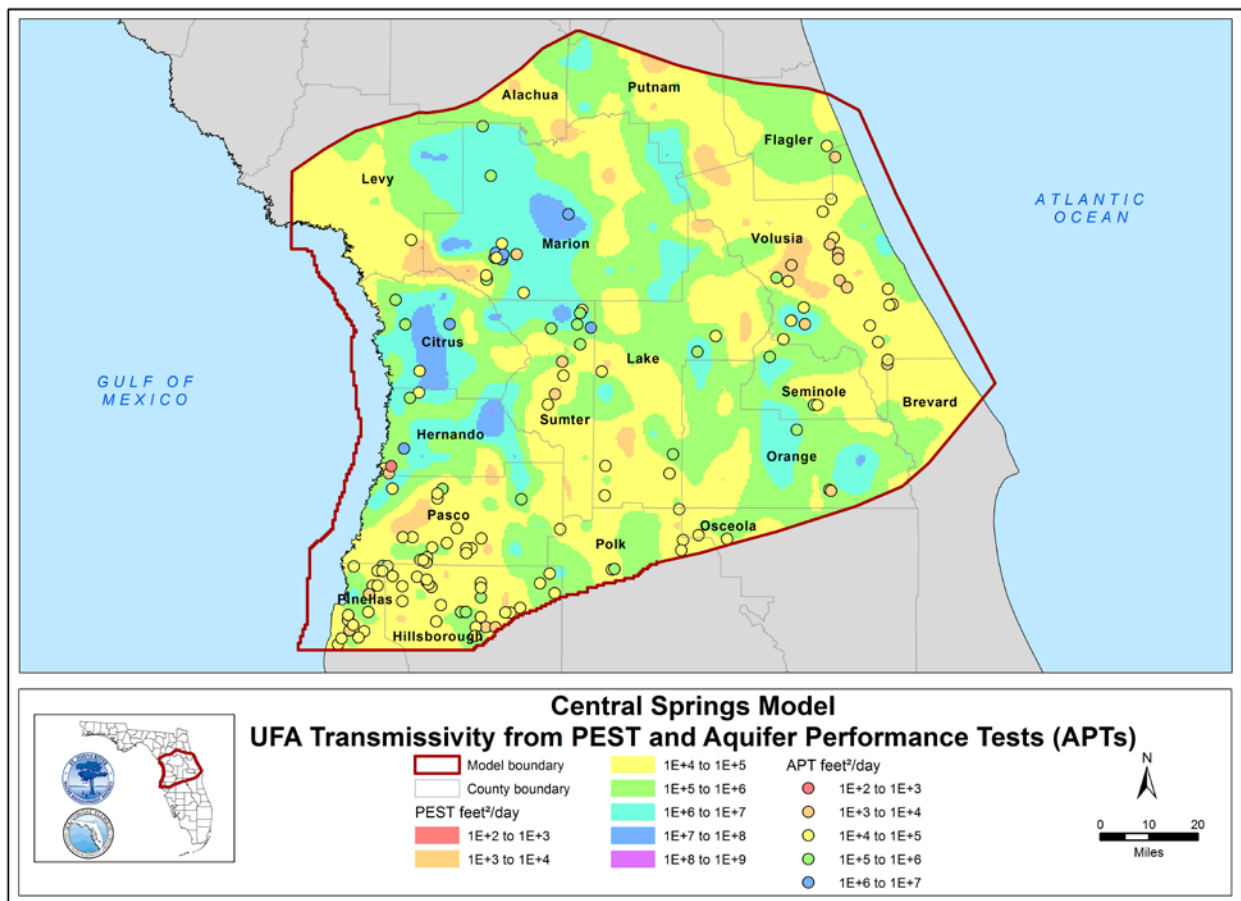 Alachua
Putnam
Flagler
Levy
ATLANTIC
OCEAN
Marion
Volusia
Citrus
Lake
GULF OF
MEXICO
Seminole
Brevard
Sumter
Hernando
Orange
Pasco
Osceola
Polk
Pinellas
Hillsborough
Central Springs Model
UFA Transmissivity from PEST and Aquifer Performance Tests (APTs)
Model boundary
County boundary
PEST feet²/day
1E+2 to 1E+3
1E+3 to 1E+4
1E+4 to 1E+5
1E+5 to 1E+6
1E+6 to 1E+7
1E+7 to 1E+8
1E+8 to 1E+9
APT feet²/day
1E+2 to 1E+3
1E+3 to 1E+4
1E+4 to 1E+5
1E+5 to 1E+6
1E+6 to 1E+7
N
0 10 20
Miles